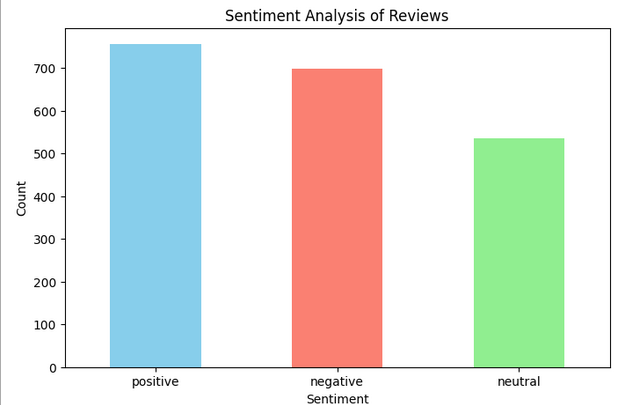 Sentiment Analysis of Reviews
700
600
500
400
300
200
100
0
Count
positive negative neutral
Sentiment